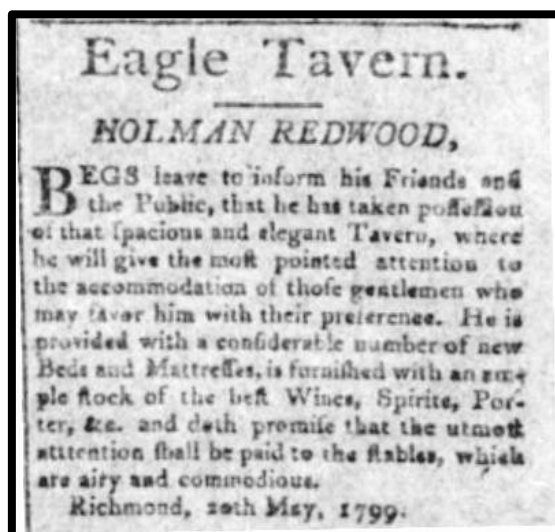 Eagle Tavern.
HOLMAN REDWOOD,
BEGS leave to inform his Friends and
the Public, that he has taken poſſeſſion
of that ſpacious and elegant Tavern, where
he will give the moſt pointed attention to
the accommodation of thoſe gentlemen who
may favor him with their preference. He is
provided with a conſiderable number of new
Beds and Mattreſſes, is furniſhed with an am-
ple ſtock of the beſt Wines, Spirits, Por-
ter, &c. and doth promiſe that the utmoſt
atttention ſhall be paid to the ſtables, which
are airy and commodious.
Richmond, 20th May, 1799.